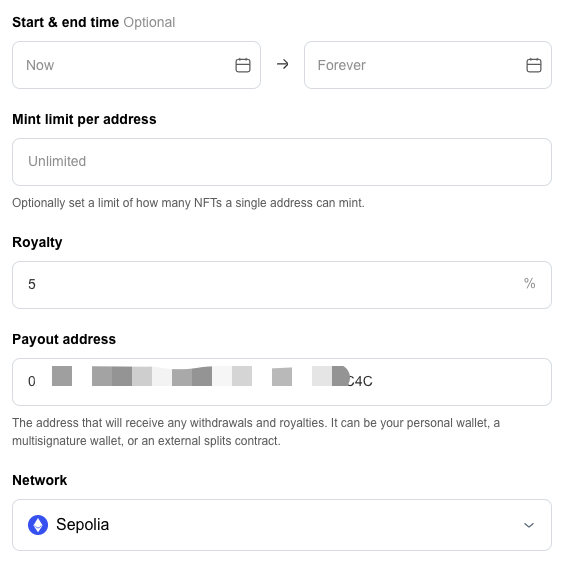 Start & end time Optional
Now → Forever
Mint limit per address
Unlimited
Optionally set a limit of how many NFTs a single address can mint.
Royalty
5 %
Payout address
0 C4C
The address that will receive any withdrawals and royalties. It can be your personal wallet, a
multisignature wallet, or an external splits contract.
Network
Sepolia